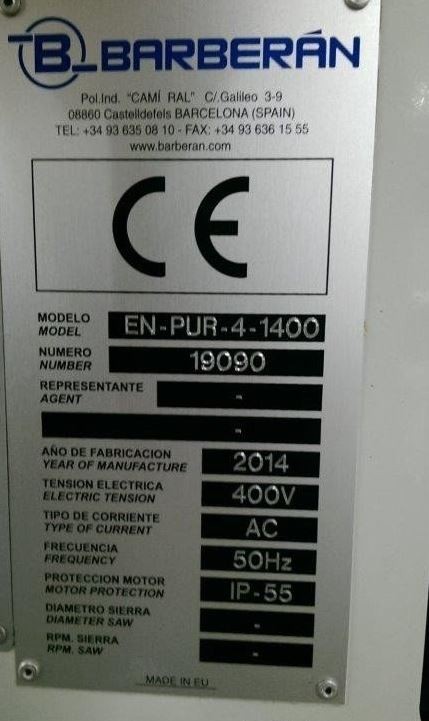 B BARBERÁN
Pol.Ind. "CAMÍ RAL" C/.Galileo 3-9
08860 Castelldefels BARCELONA (SPAIN)
TEL: +34 93 635 08 10 - FAX: +34 93 636 15 55
www.barberan.com
CE
MODELO
MODEL
EN-PUR-4-1400
NUMERO
NUMBER
19090
REPRESENTANTE
AGENT
-
-
AÑO DE FABRICACION
YEAR OF MANUFACTURE
2014
TENSION ELECTRICA
ELECTRIC TENSION
400V
TIPO DE CORRIENTE
TYPE OF CURRENT
AC
FRECUENCIA
FREQUENCY
50Hz
PROTECCION MOTOR
MOTOR PROTECTION
IP-55
DIAMETRO SIERRA
DIAMETER SAW
-
RPM. SIERRA
RPM. SAW
-
MADE IN EU